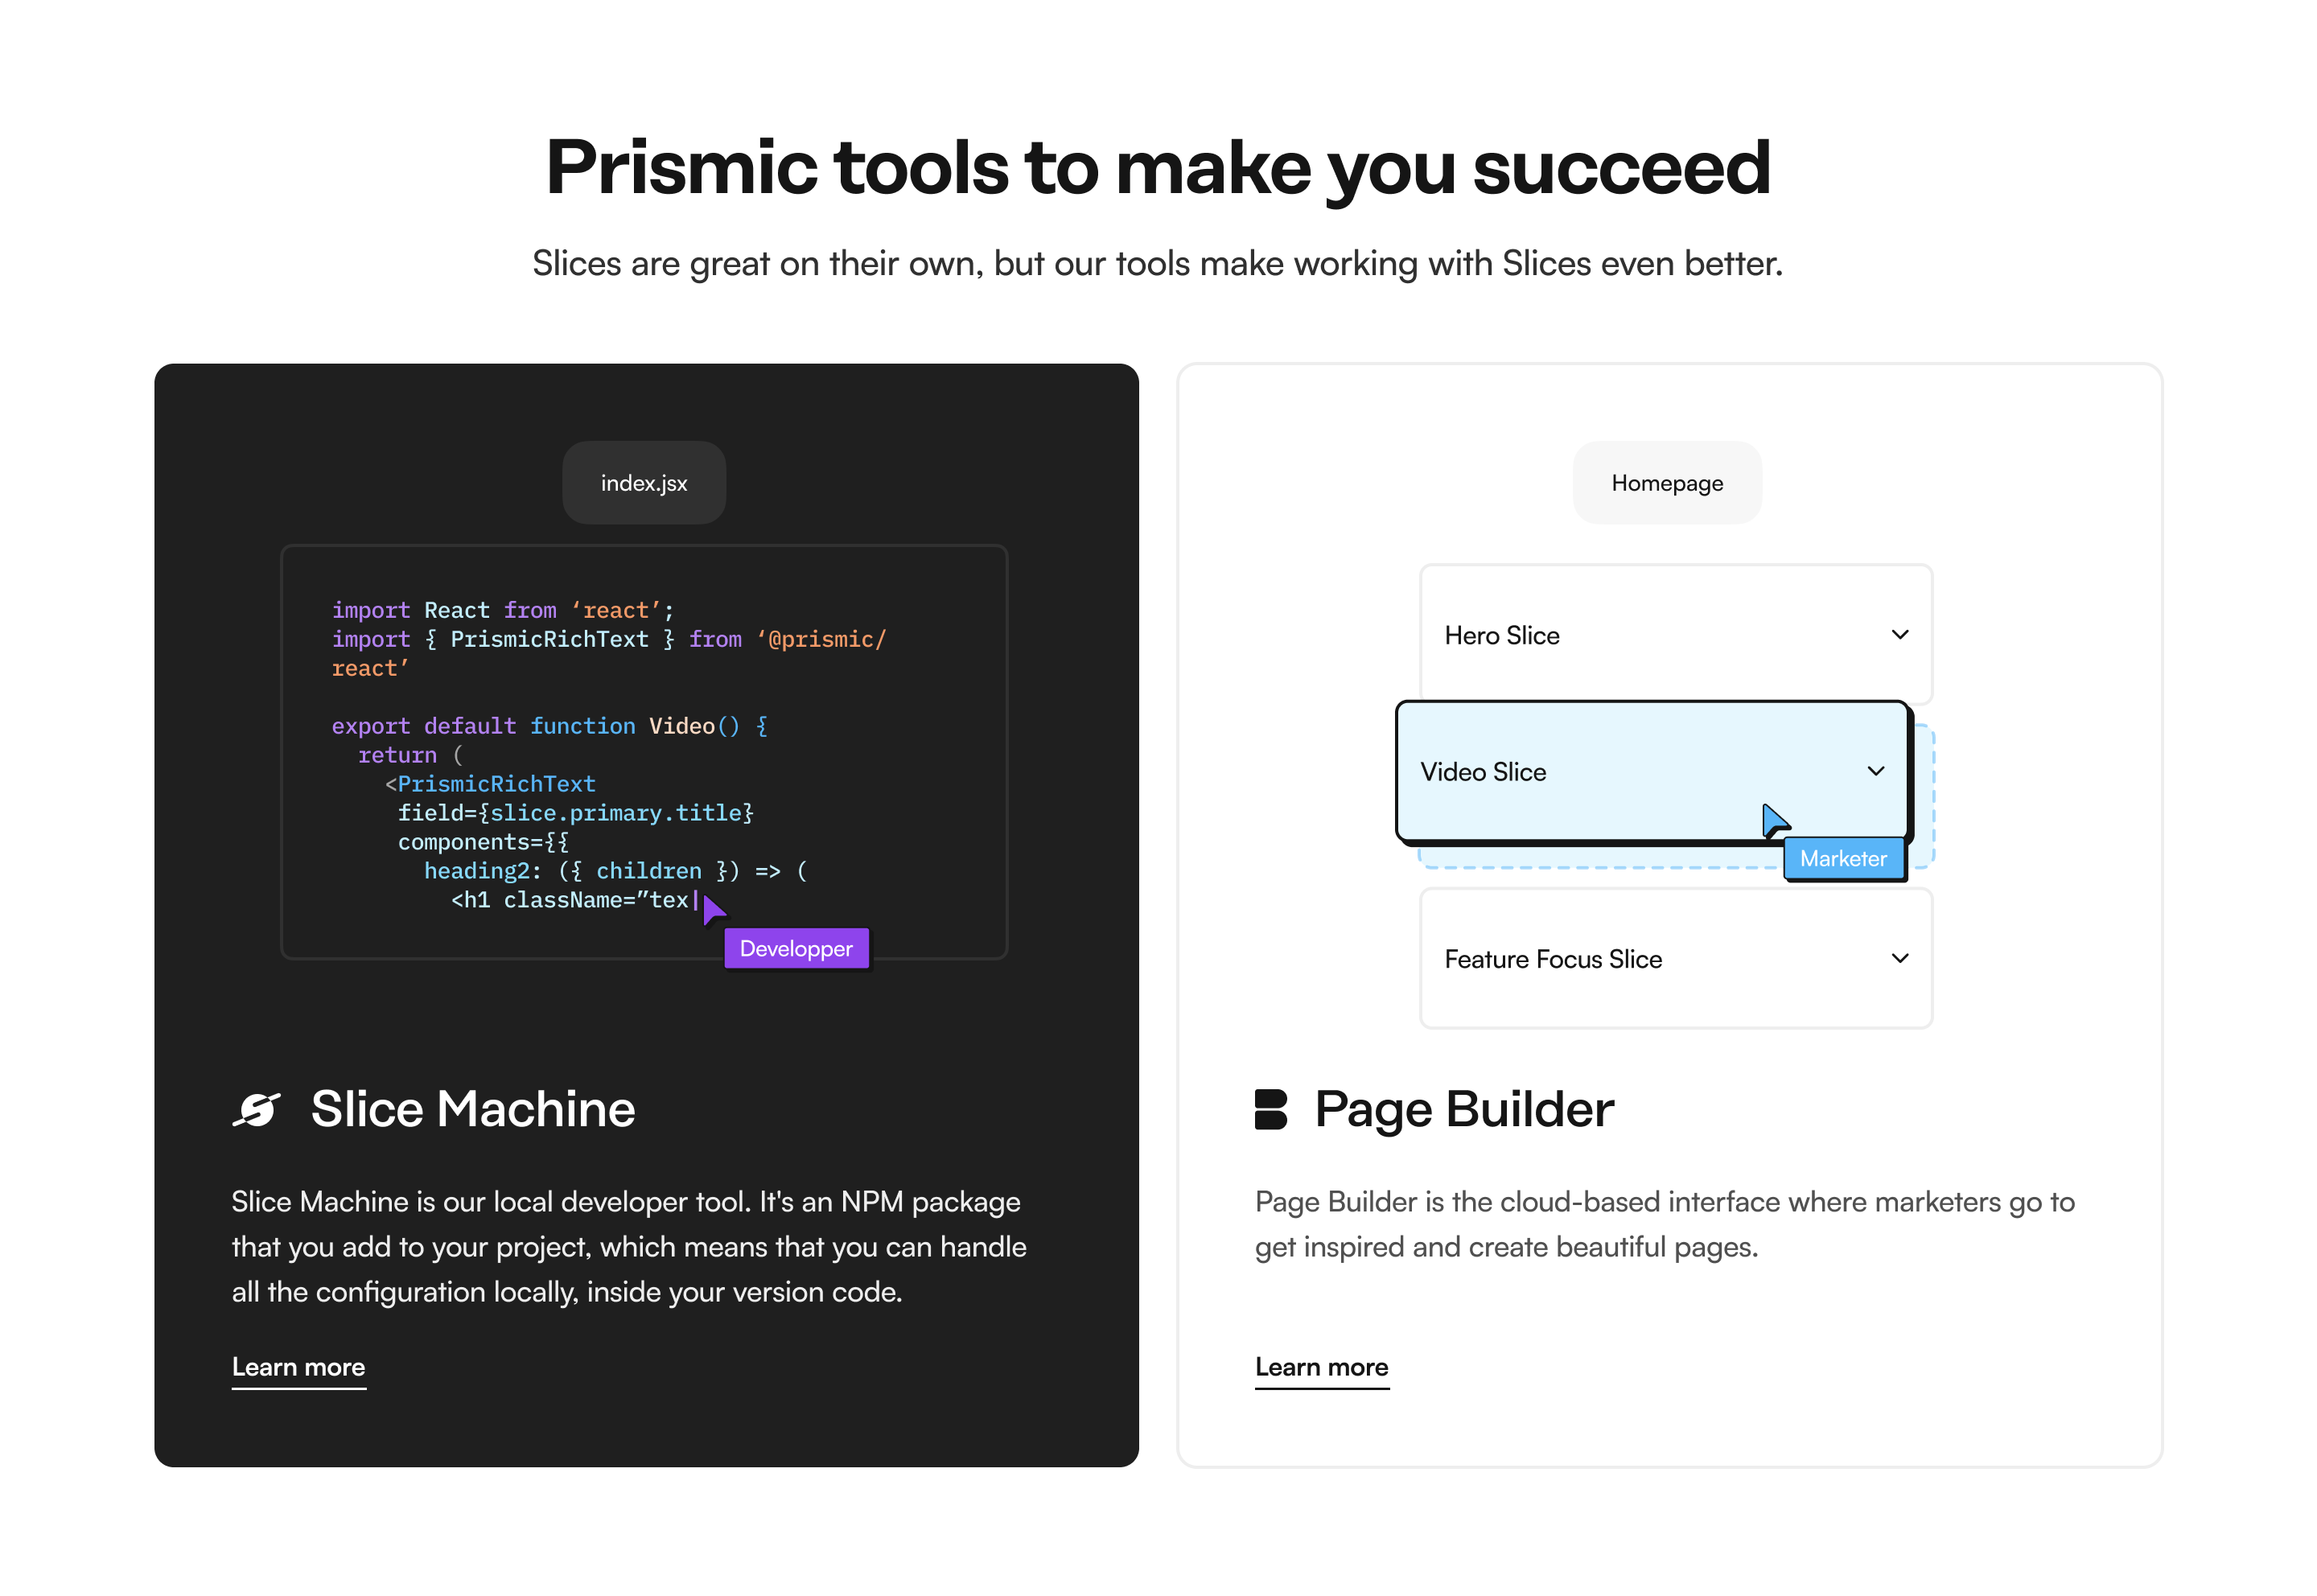 Prismic tools to make you succeed
Slices are great on their own, but our tools make working with Slices even better.
index.jsx
import React from ‘react’;
import { PrismicRichText } from ‘@prismic/
react’
export default function Video() {
return (
<PrismicRichText
field={slice.primary.title}
components={{
heading2: ({ children }) => (
<h1 className=”tex|
Developper
Slice Machine
Slice Machine is our local developer tool. It's an NPM package
that you add to your project, which means that you can handle
all the configuration locally, inside your version code.
Learn more
Homepage
Hero Slice
Video Slice
Marketer
Feature Focus Slice
Page Builder
Page Builder is the cloud-based interface where marketers go to
get inspired and create beautiful pages.
Learn more